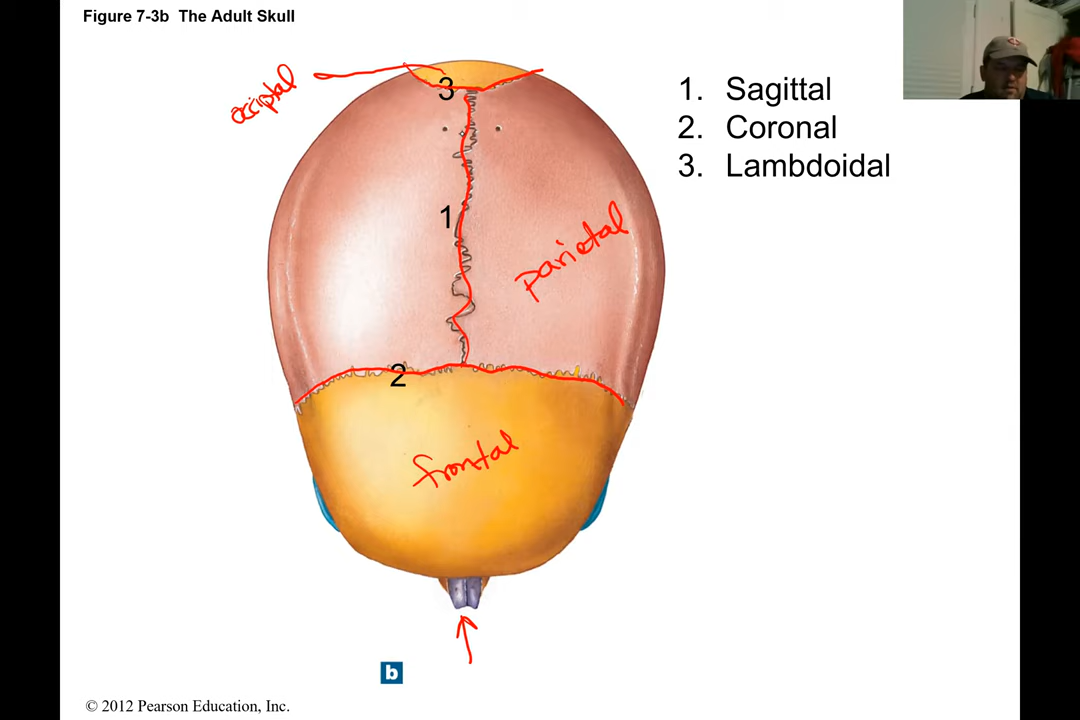 Figure 7-3b The Adult Skull
occiptal
3
1. Sagittal
2. Coronal
3. Lambdoidal
1
parietal
2
frontal
b
© 2012 Pearson Education, Inc.